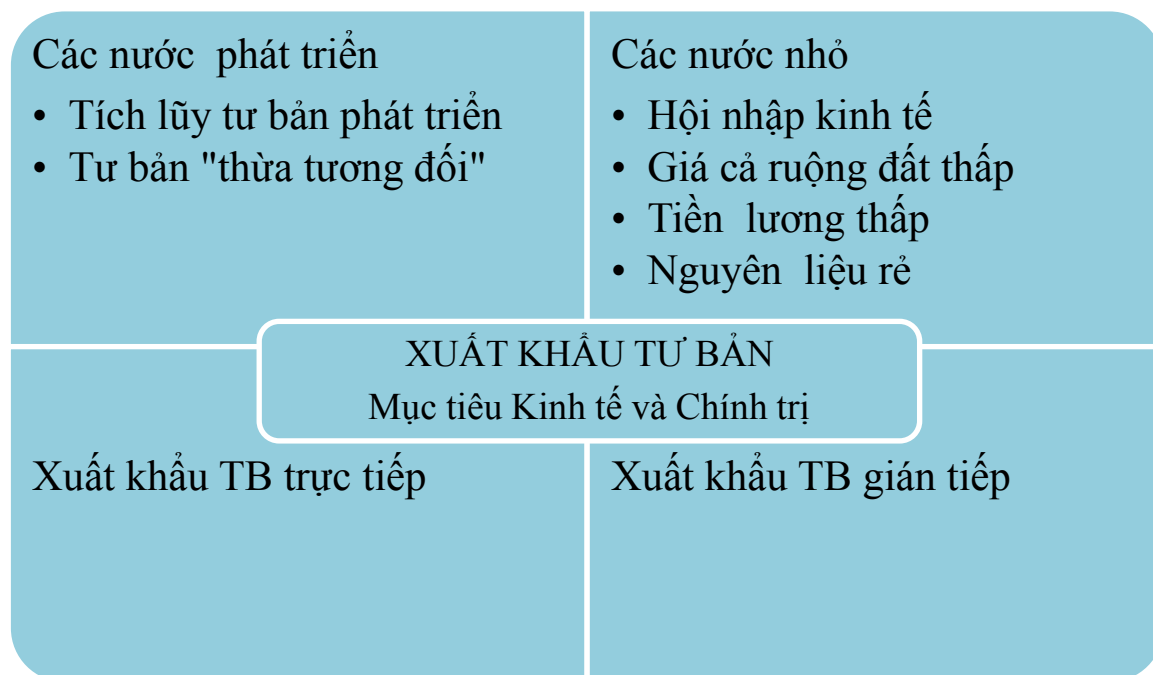 Các nước phát triển
• Tích lũy tư bản phát triển
• Tư bản "thừa tương đối"
Các nước nhỏ
• Hội nhập kinh tế
• Giá cả ruộng đất thấp
• Tiền lương thấp
• Nguyên liệu rẻ
XUẤT KHẨU TƯ BẢN
Mục tiêu Kinh tế và Chính trị
Xuất khẩu TB trực tiếp
Xuất khẩu TB gián tiếp